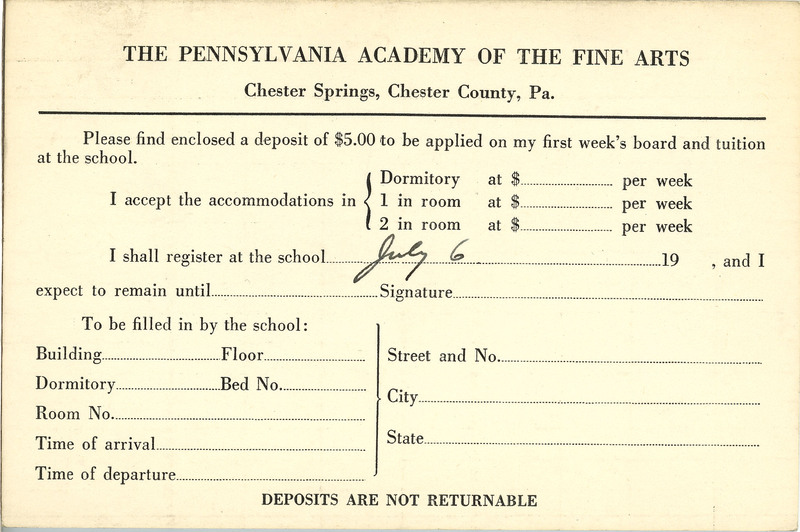 THE PENNSYLVANIA ACADEMY OF THE FINE ARTS
Chester Springs, Chester County, Pa.
Please find enclosed a deposit of $5.00 to be applied on my first week's board and tuition
at the school.
I accept the accommodations in
Dormitory at $ per week
1 in room at $ per week
2 in room at $ per week
I shall register at the school July 6 19 , and I
expect to remain until Signature
To be filled in by the school:
Building Floor
Dormitory Bed No.
Room No.
Time of arrival
Time of departure
Street and No.
City
State
DEPOSITS ARE NOT RETURNABLE